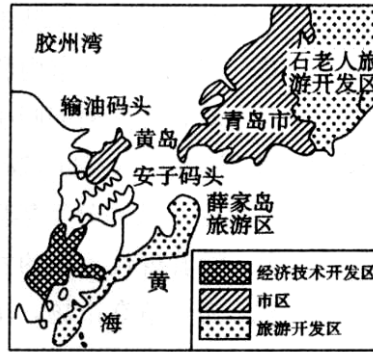 胶州湾
石老人旅
游开发区
输油码头
黄岛
青岛市
安子码头
薛家岛
旅游区
黄
海
经济技术开发区
市区
旅游开发区